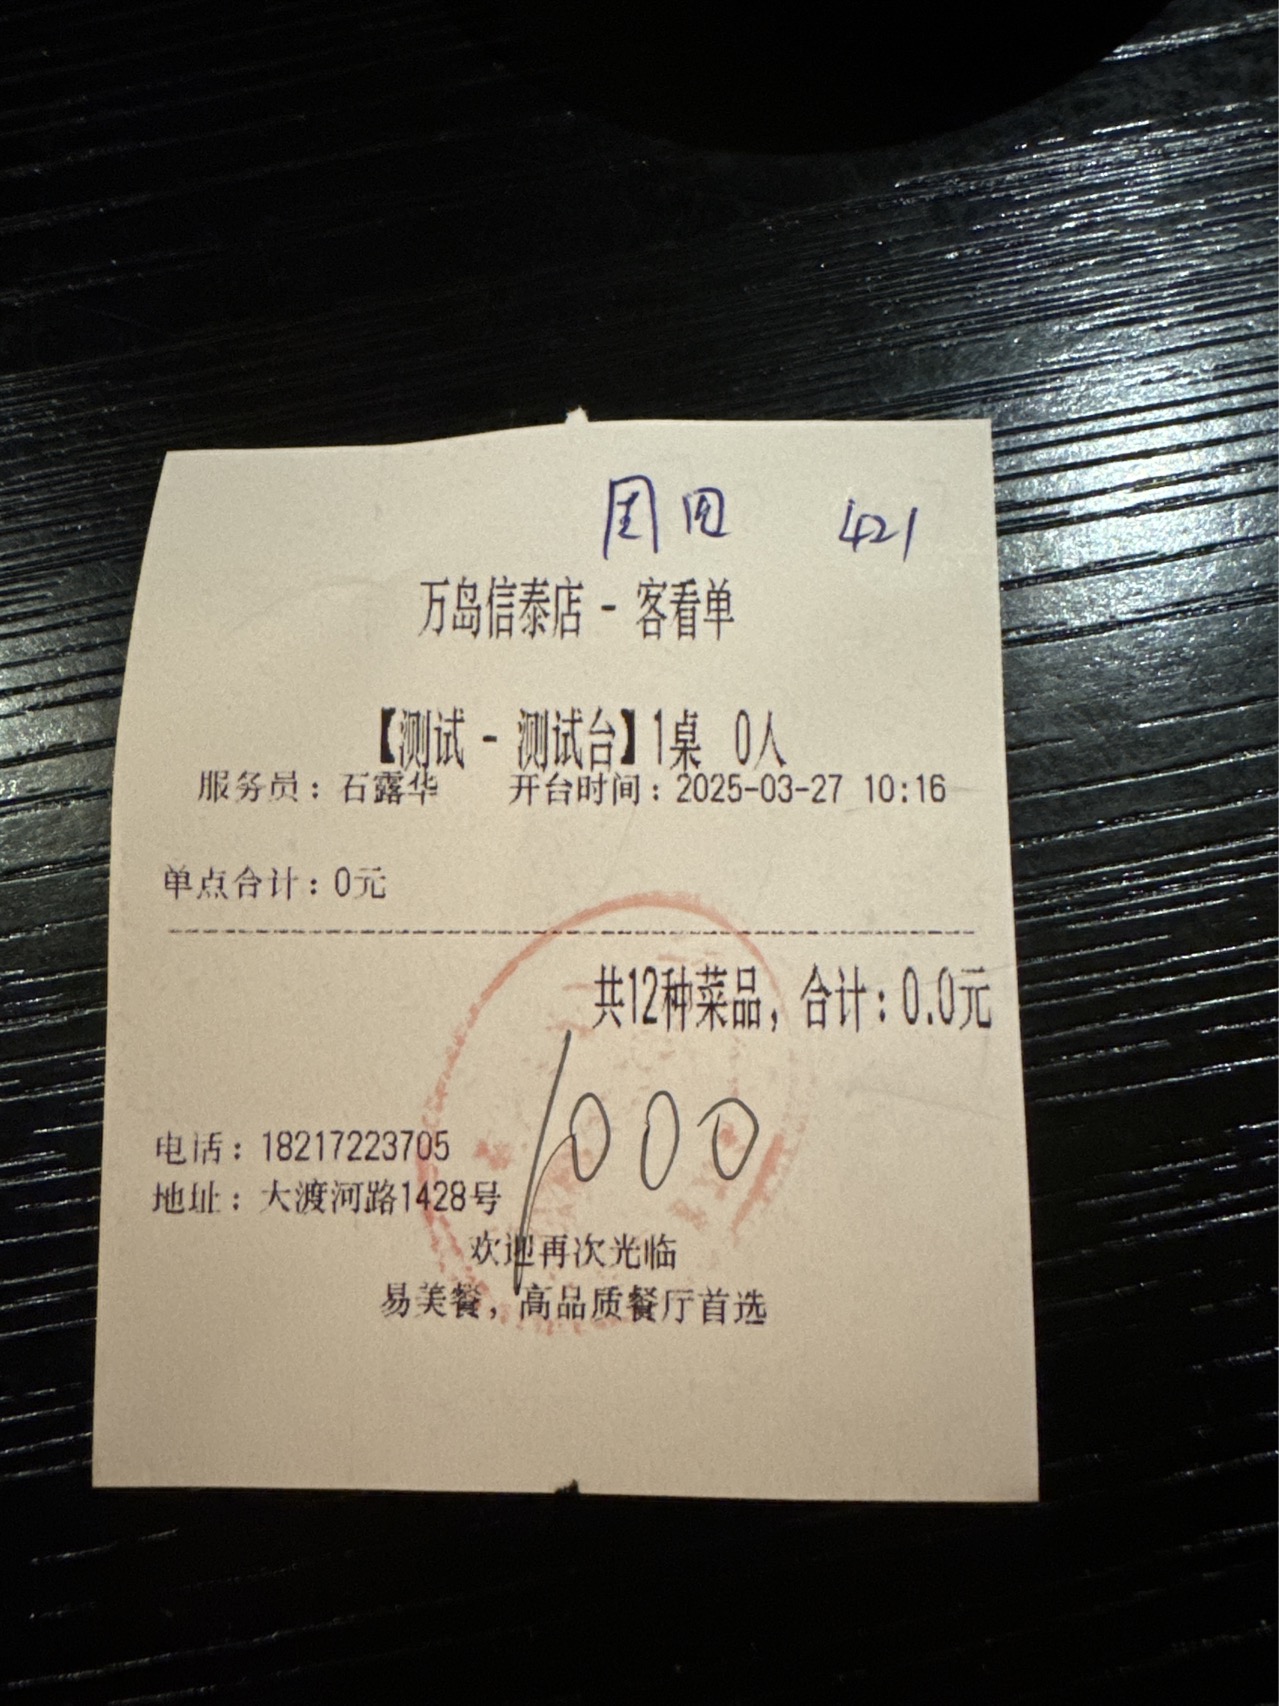 周 421
万岛信泰店 - 客看单
【测试 - 测试台】1桌 0人
服务员：石露华 开台时间：2025-03-27 10:16
单点合计：0元
共12种菜品，合计：0.0元
1000
电话：18217223705
地址：大渡河路1428号
欢迎再次光临
易美餐，高品质餐厅首选